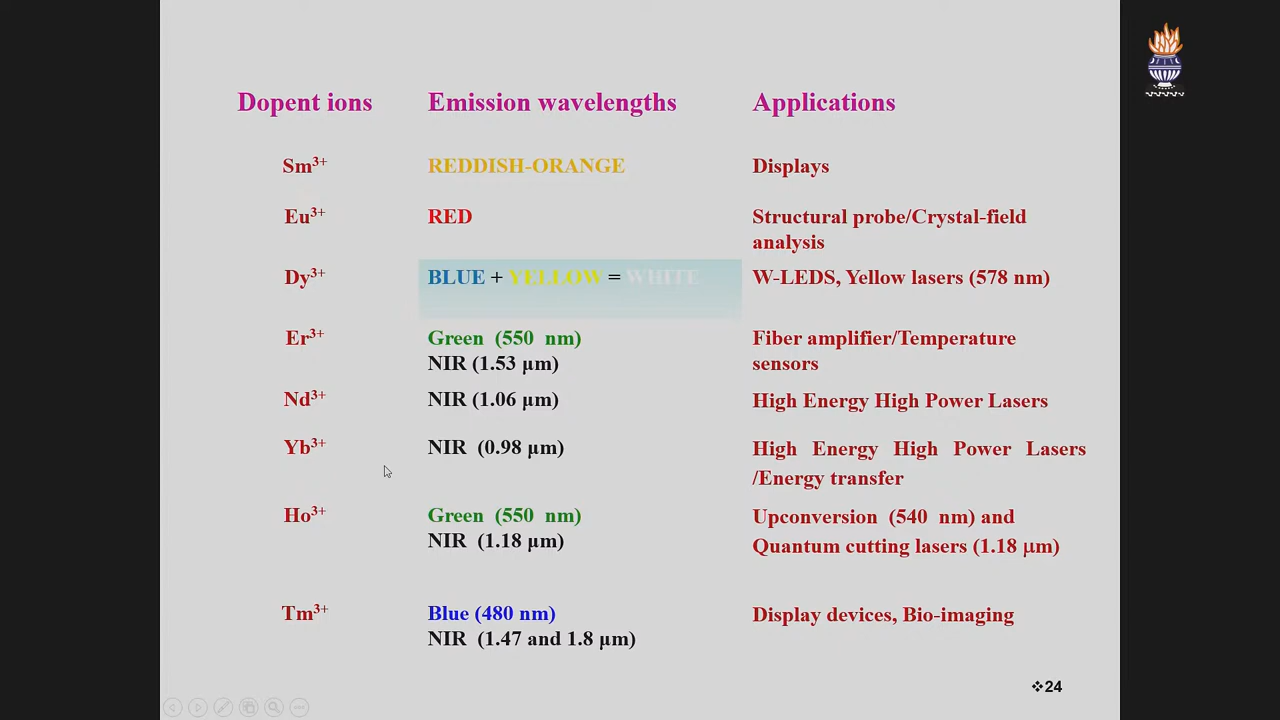 Dopent ions Emission wavelengths Applications
Sm³⁺ REDDISH-ORANGE Displays
Eu³⁺ RED Structural probe/Crystal-field
analysis
Dy³⁺ BLUE + YELLOW = WHITE W-LEDS, Yellow lasers (578 nm)
Er³⁺ Green (550 nm) Fiber amplifier/Temperature
NIR (1.53 µm) sensors
Nd³⁺ NIR (1.06 µm) High Energy High Power Lasers
Yb³⁺ NIR (0.98 µm) High Energy High Power Lasers
/Energy transfer
Ho³⁺ Green (550 nm) Upconversion (540 nm) and
NIR (1.18 µm) Quantum cutting lasers (1.18 µm)
Tm³⁺ Blue (480 nm) Display devices, Bio-imaging
NIR (1.47 and 1.8 µm)
❖24